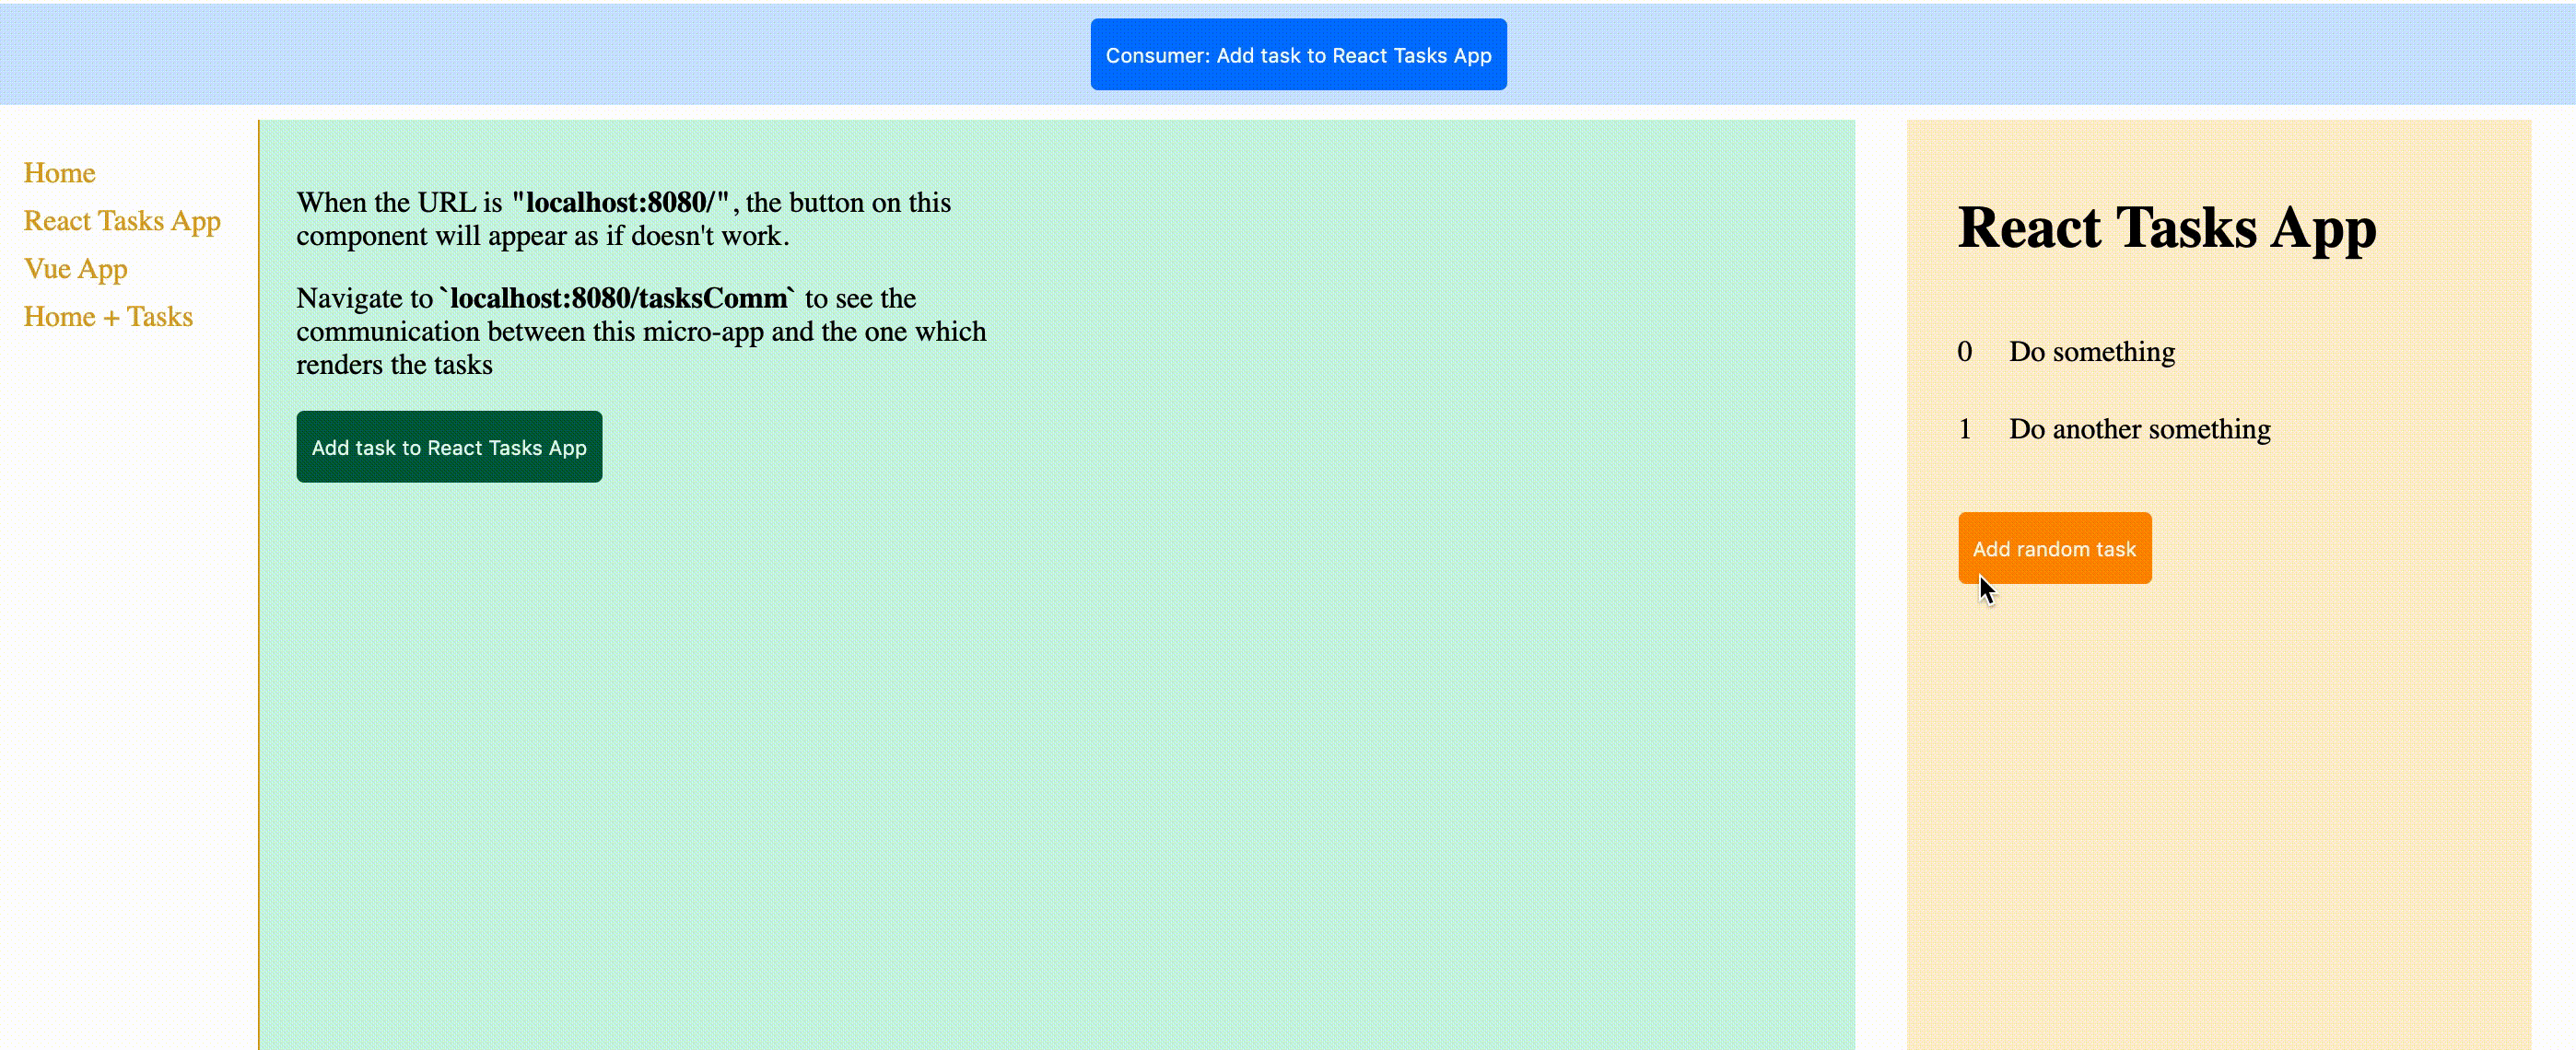 Consumer: Add task to React Tasks App
Home
React Tasks App
Vue App
Home + Tasks
When the URL is "localhost:8080/", the button on this
component will appear as if doesn't work.
Navigate to `localhost:8080/tasksComm` to see the
communication between this micro-app and the one which
renders the tasks
Add task to React Tasks App
React Tasks App
0 Do something
1 Do another something
Add random task